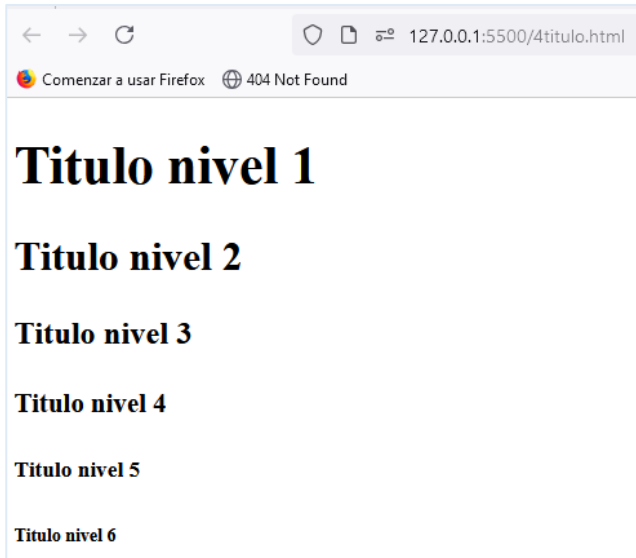 127.0.0.1:5500/4titulo.html
Comenzar a usar Firefox 404 Not Found
Titulo nivel 1
Titulo nivel 2
Titulo nivel 3
Titulo nivel 4
Titulo nivel 5
Titulo nivel 6